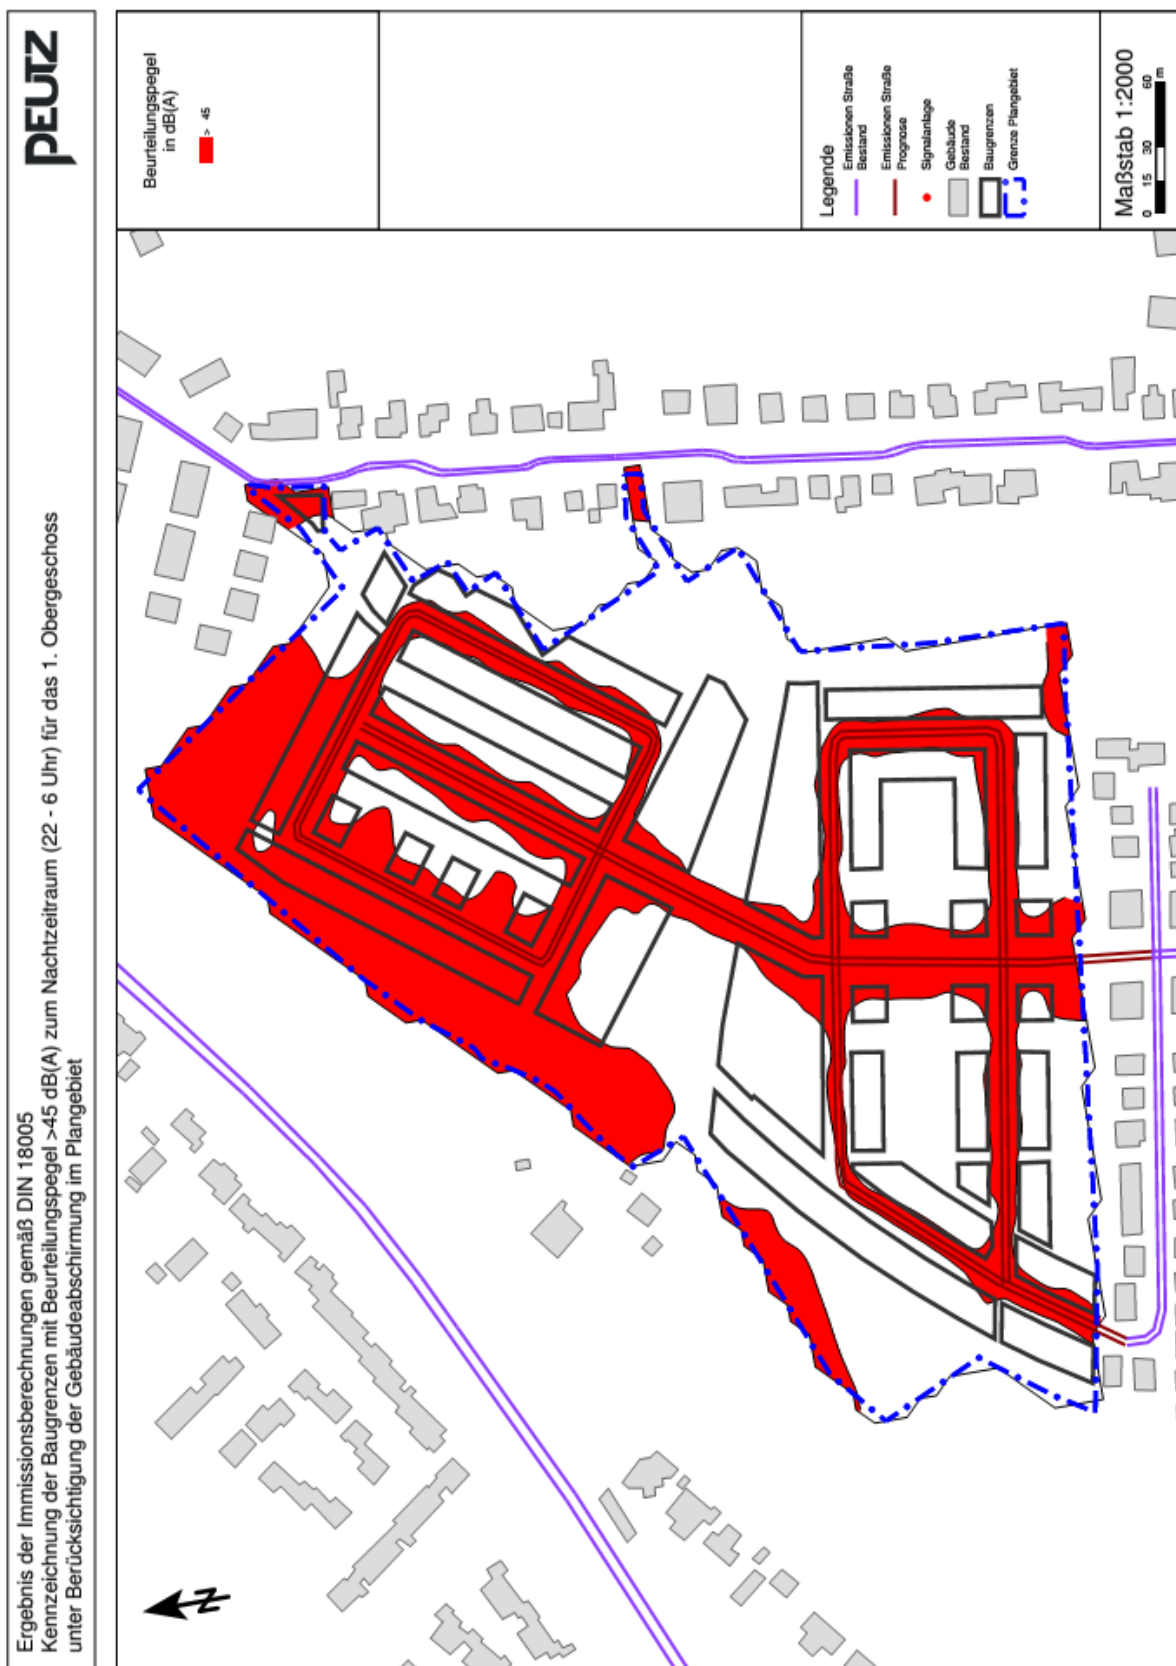 Ergebnis der Immissionsberechnungen gemäß DIN 18005
Kennzeichnung der Baugrenzen mit Beurteilungspegel >45 dB(A) zum Nachtzeitraum (22 - 6 Uhr) für das 1. Obergeschoss
unter Berücksichtigung der Gebäudeabschirmung im Plangebiet
PEUTZ
Beurteilungspegel
in dB(A)
> 45
Legende
Emissionen Straße
Bestand
Emissionen Straße
Prognose
Signalanlage
Gebäude
Bestand
Baugrenzen
Grenze Plangebiet
Maßstab 1:2000
0 15 30 60 m
N